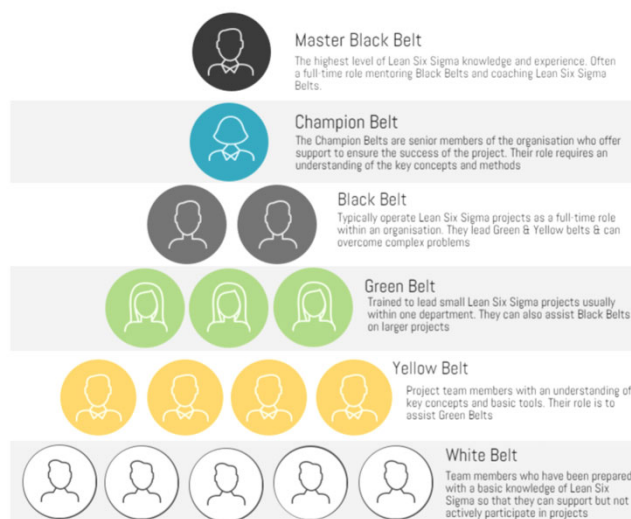 Master Black Belt
The highest level of Lean Six Sigma knowledge and experience. Often
a full-time role mentoring Black Belts and coaching Lean Six Sigma
Belts.
Champion Belt
The Champion Belts are senior members of the organisation who offer
support to ensure the success of the project. Their role requires an
understanding of the key concepts and methods
Black Belt
Typically operate Lean Six Sigma projects as a full-time role
within an organisation. They lead Green & Yellow belts & can
overcome complex problems
Green Belt
Trained to lead small Lean Six Sigma projects usually
within one department. They can also assist Black Belts
on larger projects
Yellow Belt
Project team members with an understanding of
key concepts and basic tools. Their role is to
assist Green Belts
White Belt
Team members who have been prepared
with a basic knowledge of Lean Six
Sigma so that they can support but not
actively participate in projects